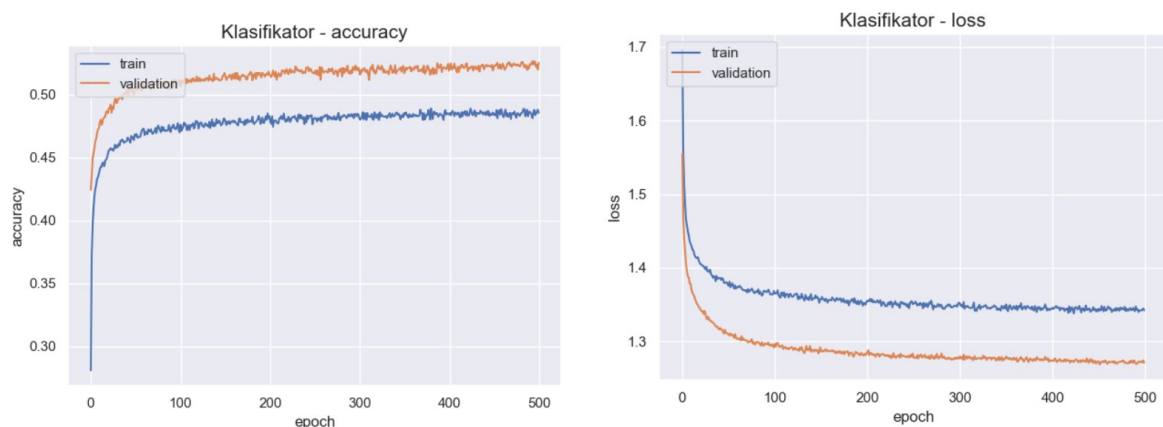 Klasifikator - accuracy
train
validation
0.50
0.45
0.40
0.35
0.30
accuracy
0 100 200 300 400 500
epoch
Klasifikator - loss
train
validation
1.7
1.6
1.5
1.4
1.3
loss
0 100 200 300 400 500
epoch